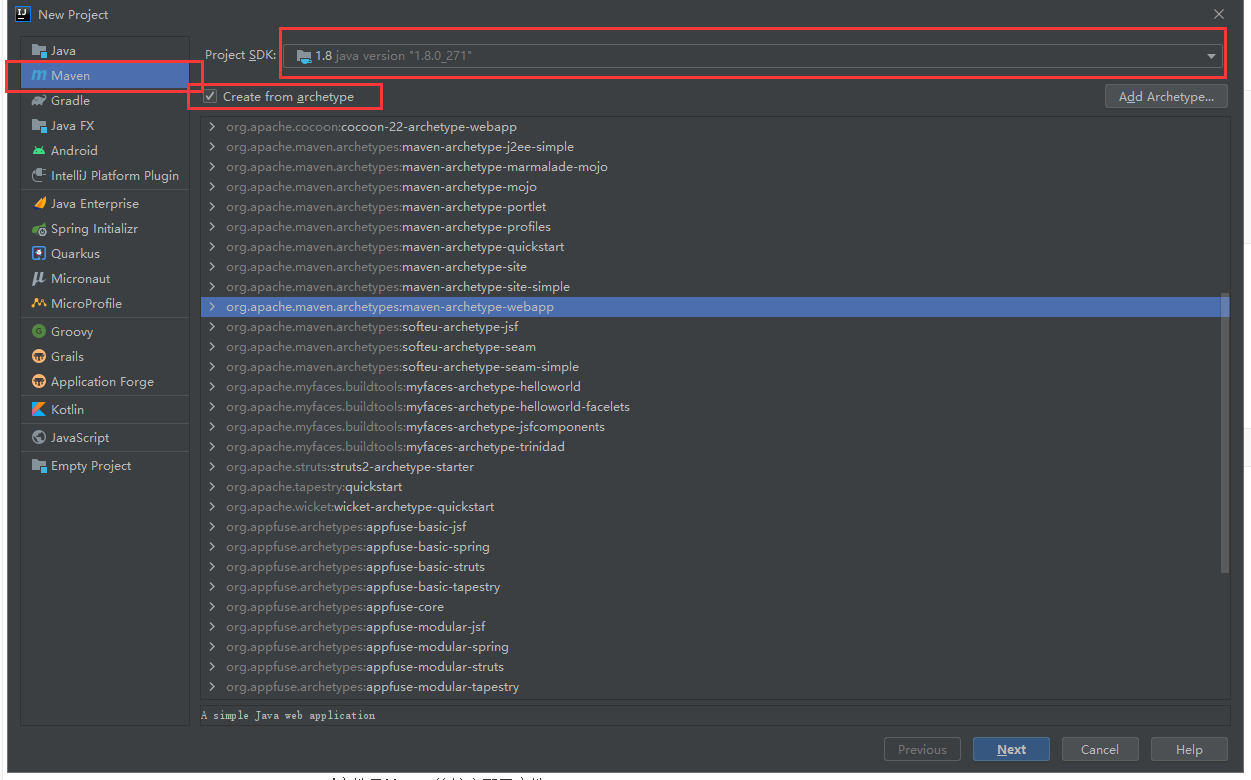 New Project
Java
Maven
Gradle
Java FX
Android
IntelliJ Platform Plugin
Java Enterprise
Spring Initializr
Quarkus
Micronaut
MicroProfile
Groovy
Grails
Application Forge
Kotlin
JavaScript
Empty Project
Project SDK: 1.8 java version "1.8.0_271"
Create from archetype
Add Archetype...
org.apache.cocoon:cocoon-22-archetype-webapp
org.apache.maven.archetypes:maven-archetype-j2ee-simple
org.apache.maven.archetypes:maven-archetype-marmalade-mojo
org.apache.maven.archetypes:maven-archetype-mojo
org.apache.maven.archetypes:maven-archetype-portlet
org.apache.maven.archetypes:maven-archetype-profiles
org.apache.maven.archetypes:maven-archetype-quickstart
org.apache.maven.archetypes:maven-archetype-site
org.apache.maven.archetypes:maven-archetype-site-simple
org.apache.maven.archetypes:maven-archetype-webapp
org.apache.maven.archetypes:softeu-archetype-jsf
org.apache.maven.archetypes:softeu-archetype-seam
org.apache.maven.archetypes:softeu-archetype-seam-simple
org.apache.myfaces.buildtools:myfaces-archetype-helloworld
org.apache.myfaces.buildtools:myfaces-archetype-helloworld-facelets
org.apache.myfaces.buildtools:myfaces-archetype-jsfcomponents
org.apache.myfaces.buildtools:myfaces-archetype-trinidad
org.apache.struts:struts2-archetype-starter
org.apache.tapestry:quickstart
org.apache.wicket:wicket-archetype-quickstart
org.appfuse.archetypes:appfuse-basic-jsf
org.appfuse.archetypes:appfuse-basic-spring
org.appfuse.archetypes:appfuse-basic-struts
org.appfuse.archetypes:appfuse-basic-tapestry
org.appfuse.archetypes:appfuse-core
org.appfuse.archetypes:appfuse-modular-jsf
org.appfuse.archetypes:appfuse-modular-spring
org.appfuse.archetypes:appfuse-modular-struts
org.appfuse.archetypes:appfuse-modular-tapestry
A simple Java web application
Previous
Next
Cancel
Help